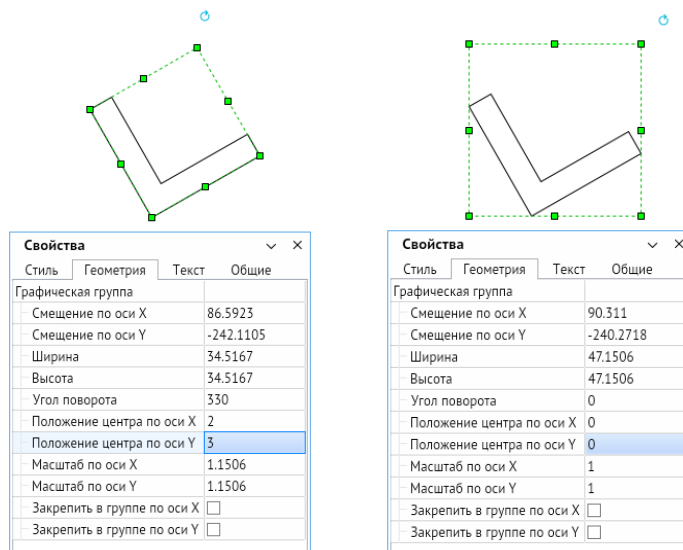 Свойства
Стиль Геометрия Текст Общие
Графическая группа
Смещение по оси X 86.5923
Смещение по оси Y -242.1105
Ширина 34.5167
Высота 34.5167
Угол поворота 330
Положение центра по оси X 2
Положение центра по оси Y 3
Масштаб по оси X 1.1506
Масштаб по оси Y 1.1506
Закрепить в группе по оси X
Закрепить в группе по оси Y
Свойства
Стиль Геометрия Текст Общие
Графическая группа
Смещение по оси X 90.311
Смещение по оси Y -240.2718
Ширина 47.1506
Высота 47.1506
Угол поворота 0
Положение центра по оси X 0
Положение центра по оси Y 0
Масштаб по оси X 1
Масштаб по оси Y 1
Закрепить в группе по оси X
Закрепить в группе по оси Y